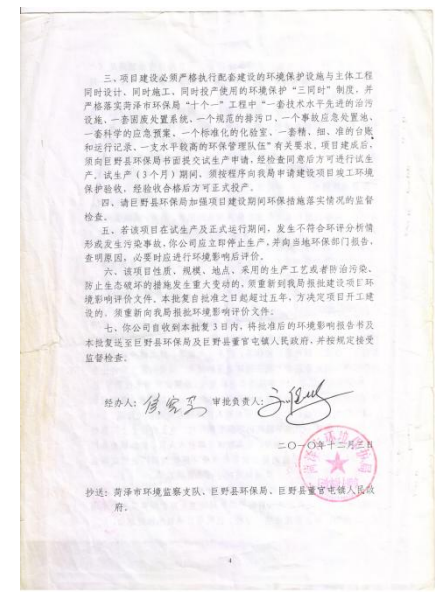 三、项目建设必须严格执行配套建设的环境保护设施与主体工程
同时设计、同时施工、同时投产使用的环境保护“三同时”制度，并
严格落实菏泽市环保局“十个一”工程中“一套技术水平先进的治污
设施、一套固废处置系统、一个规范的排污口、一个事故应急处置池、
一套科学的应急预案、一个标准化的化验室、一套精、细、准的台账
和运行记录、一支水平较高的环保管理队伍”有关要求。项目建成后，
须向巨野县环保局书面提交试生产申请，经检查同意后方可进行试生
产。试生产（3个月）期间，须按程序向我局申请建设项目竣工环境
保护验收，经验收合格后方可正式投产。
四、请巨野县环保局加强项目建设期间环保措施落实情况的监督
检查。
五、若该项目在试生产及正式运行期间，发生不符合环评分析情
形或发生污染事故，你公司应立即停止生产，并向当地环保部门报告，
查明原因，必要时应进行环境影响后评价。
六、该项目性质、规模、地点、采用的生产工艺或者防治污染、
防止生态破坏的措施发生重大变动的，须重新到我局报批建设项目环
境影响评价文件。本批复自批准之日起超过五年，方决定项目开工建
设的，须重新向我局报批环境影响评价文件。
七、你公司自收到本批复3日内，将批准后的环境影响报告书及
本批复送至巨野县环保局及巨野县董官屯镇人民政府，并按规定接受
监督检查。
经办人： 审批负责人：
二〇一〇年十二月三日
抄送：菏泽市环境监察支队、巨野县环保局、巨野县董官屯镇人民政
府。
4